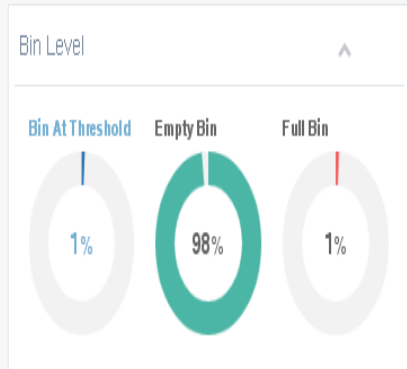 Bin Level
Bin At Threshold
Empty Bin
Full Bin
1%
98%
1%